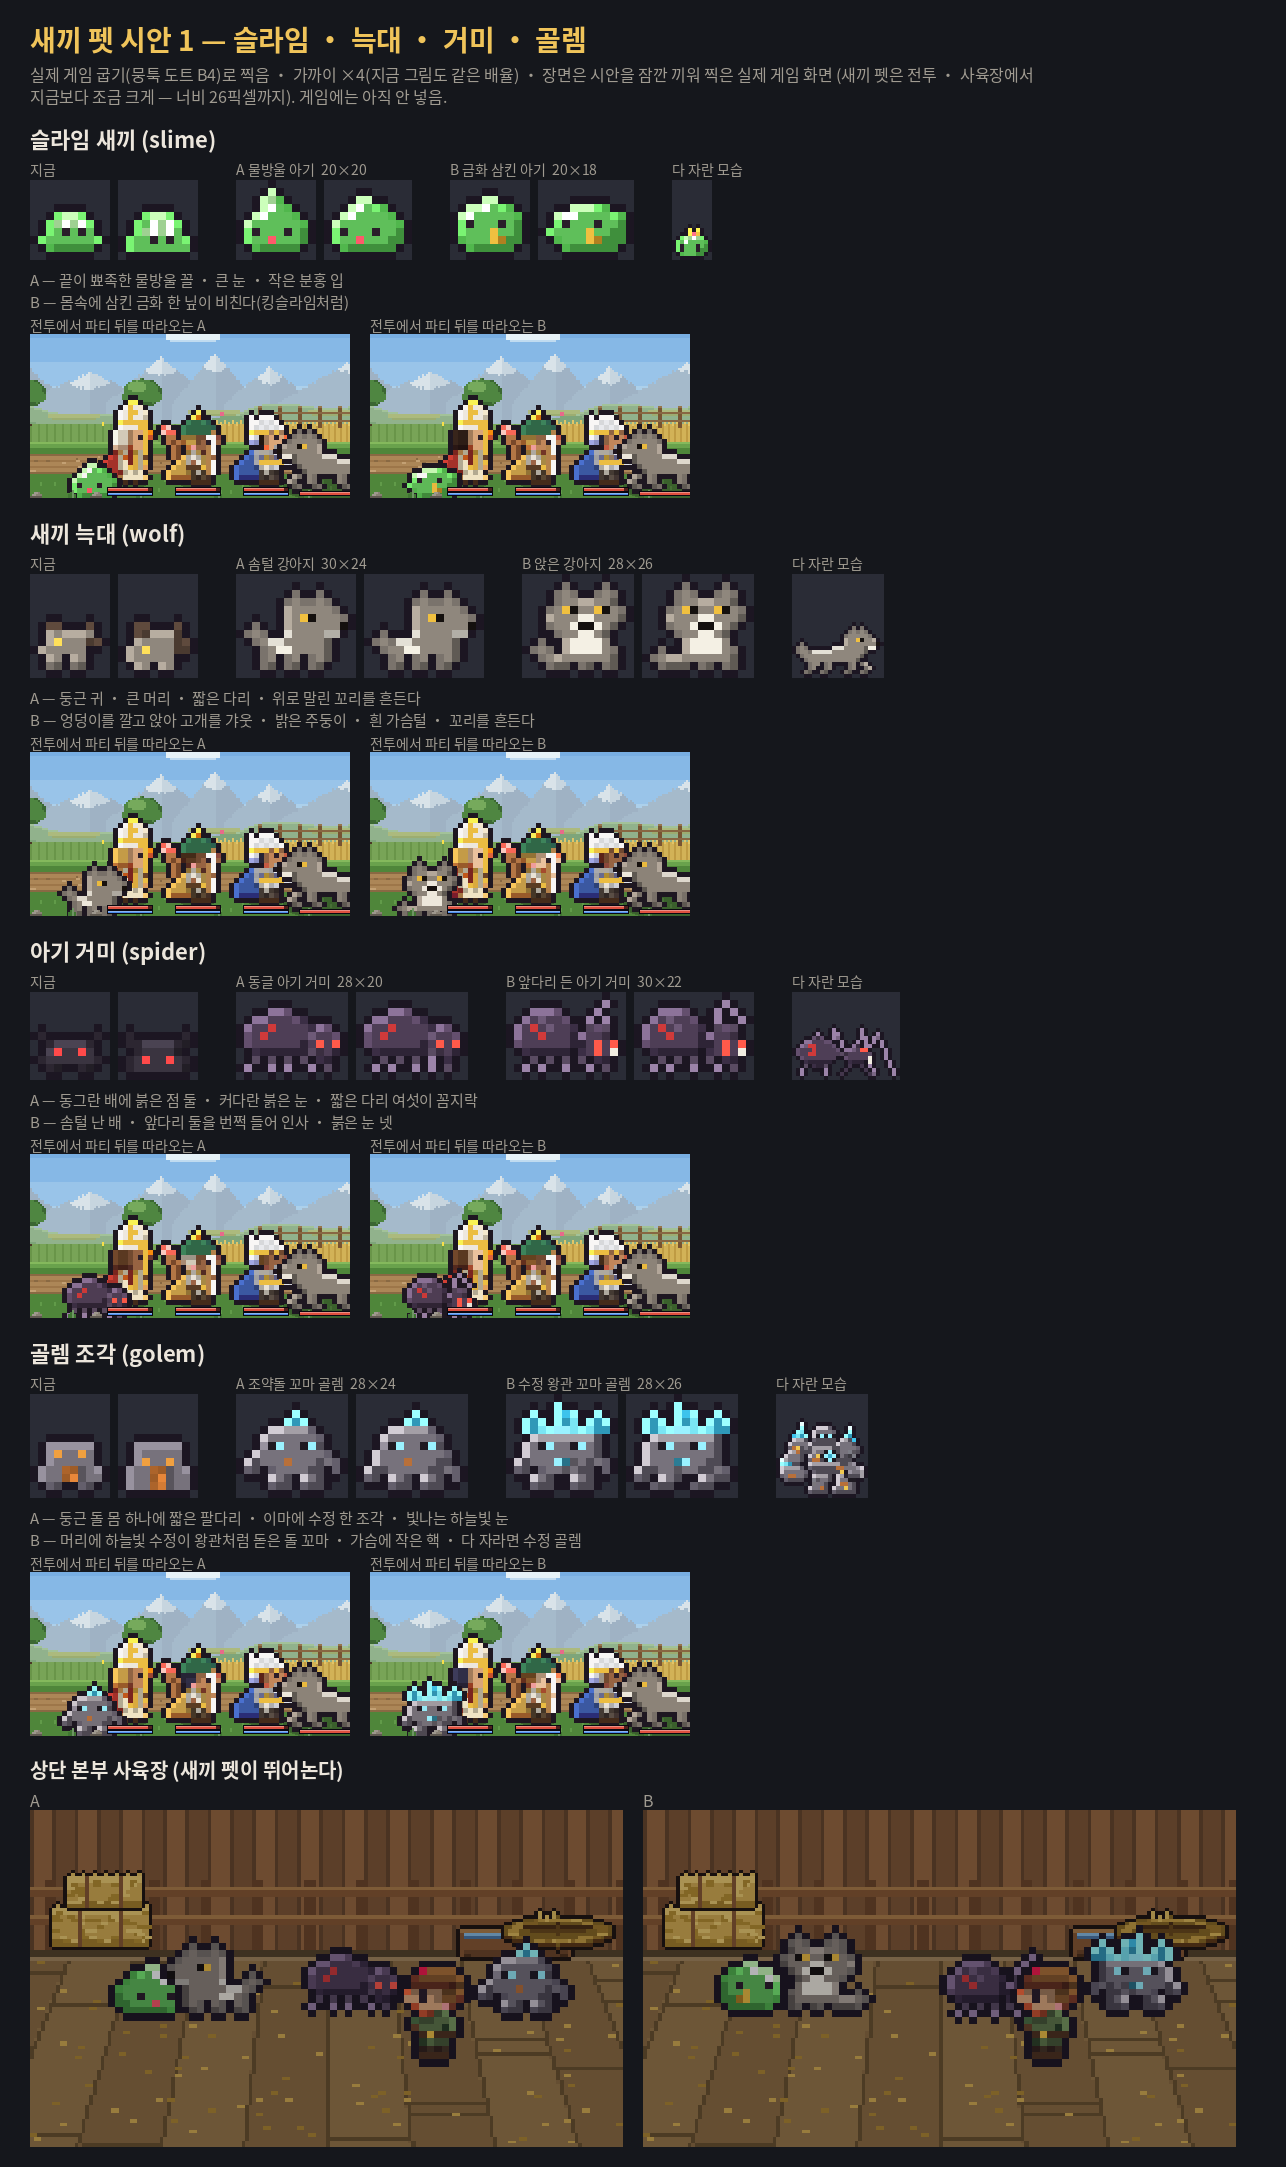 새끼 펫 시안 1 — 슬라임 · 늑대 · 거미 · 골렘
실제 게임 굽기(뭉툭 도트 B4)로 찍음 · 가까이 ×4(지금 그림도 같은 배율) · 장면은 시안을 잠깐 끼워 찍은 실제 게임 화면 (새끼 펫은 전투 · 사육장에서
지금보다 조금 크게 — 너비 26픽셀까지). 게임에는 아직 안 넣음.
슬라임 새끼 (slime)
지금 A 물방울 아기 20×20 B 금화 삼킨 아기 20×18 다 자란 모습
A — 끝이 뾰족한 물방울 꼴 · 큰 눈 · 작은 분홍 입
B — 몸속에 삼킨 금화 한 닢이 비친다(킹슬라임처럼)
전투에서 파티 뒤를 따라오는 A 전투에서 파티 뒤를 따라오는 B
새끼 늑대 (wolf)
지금 A 솜털 강아지 30×24 B 앉은 강아지 28×26 다 자란 모습
A — 둥근 귀 · 큰 머리 · 짧은 다리 · 위로 말린 꼬리를 흔든다
B — 엉덩이를 깔고 앉아 고개를 갸웃 · 밝은 주둥이 · 흰 가슴털 · 꼬리를 흔든다
전투에서 파티 뒤를 따라오는 A 전투에서 파티 뒤를 따라오는 B
아기 거미 (spider)
지금 A 동글 아기 거미 28×20 B 앞다리 든 아기 거미 30×22 다 자란 모습
A — 동그란 배에 붉은 점 둘 · 커다란 붉은 눈 · 짧은 다리 여섯이 꼼지락
B — 솜털 난 배 · 앞다리 둘을 번쩍 들어 인사 · 붉은 눈 넷
전투에서 파티 뒤를 따라오는 A 전투에서 파티 뒤를 따라오는 B
골렘 조각 (golem)
지금 A 조약돌 꼬마 골렘 28×24 B 수정 왕관 꼬마 골렘 28×26 다 자란 모습
A — 둥근 돌 몸 하나에 짧은 팔다리 · 이마에 수정 한 조각 · 빛나는 하늘빛 눈
B — 머리에 하늘빛 수정이 왕관처럼 돋은 돌 꼬마 · 가슴에 작은 핵 · 다 자라면 수정 골렘
전투에서 파티 뒤를 따라오는 A 전투에서 파티 뒤를 따라오는 B
상단 본부 사육장 (새끼 펫이 뛰어논다)
A B